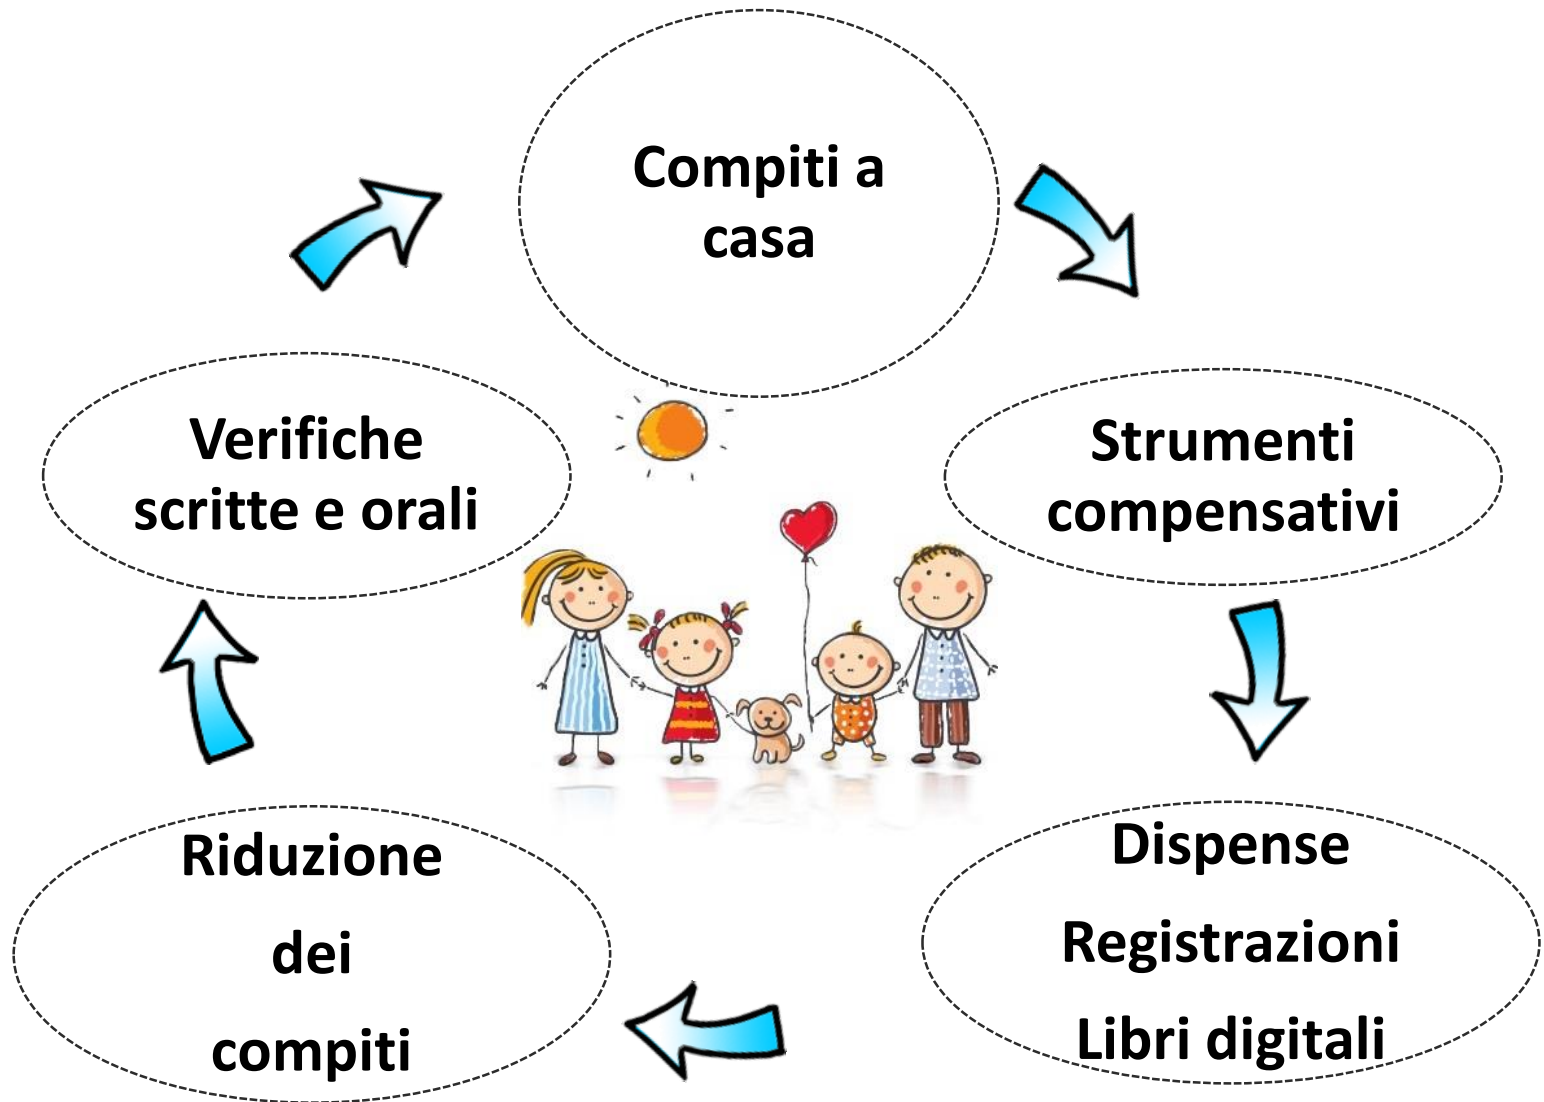 Compiti a
casa
Strumenti
compensativi
Dispense
Registrazioni
Libri digitali
Riduzione
dei
compiti
Verifiche
scritte e orali